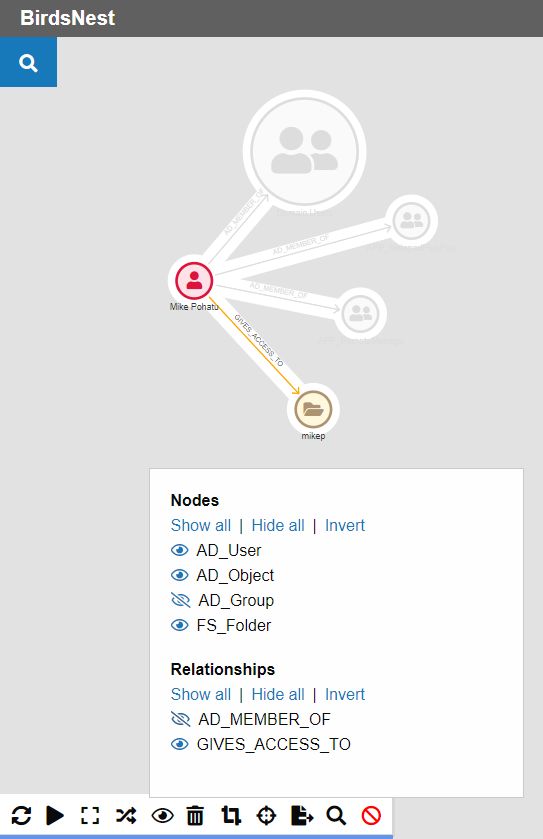 BirdsNest
AD_MEMBER_OF
AD_MEMBER_OF
AD_MEMBER_OF
Mike Pohatu
GIVES_ACCESS_TO
mikep
Nodes
Show all | Hide all | Invert
AD_User
AD_Object
AD_Group
FS_Folder
Relationships
Show all | Hide all | Invert
AD_MEMBER_OF
GIVES_ACCESS_TO